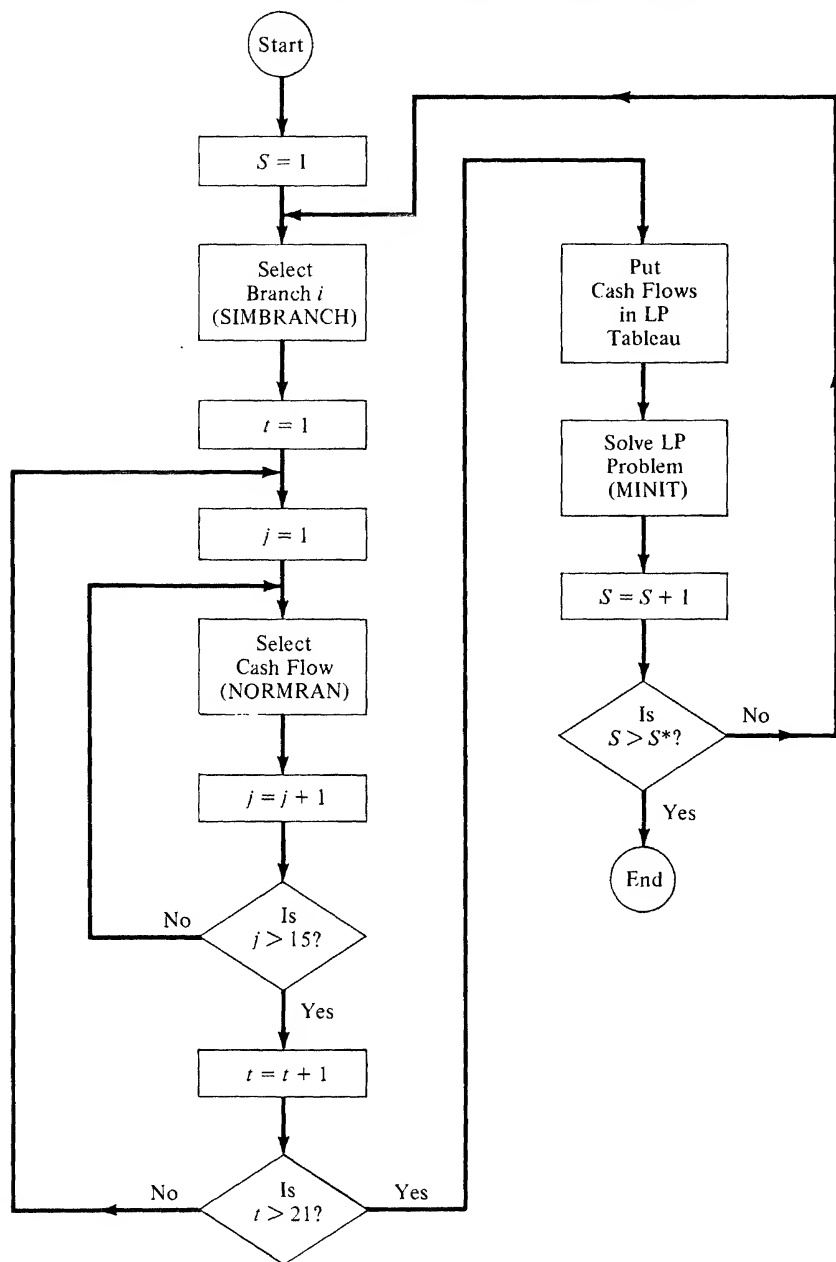 Start
S = 1
Select
Branch i
(SIMBRANCH)
t = 1
j = 1
Select
Cash Flow
(NORMRAN)
j = j + 1
Is
j > 15?
No
Yes
t = t + 1
Is
t > 21?
No
Yes
Put
Cash Flows
in LP
Tableau
Solve LP
Problem
(MINIT)
S = S + 1
Is
S > S*?
No
Yes
End